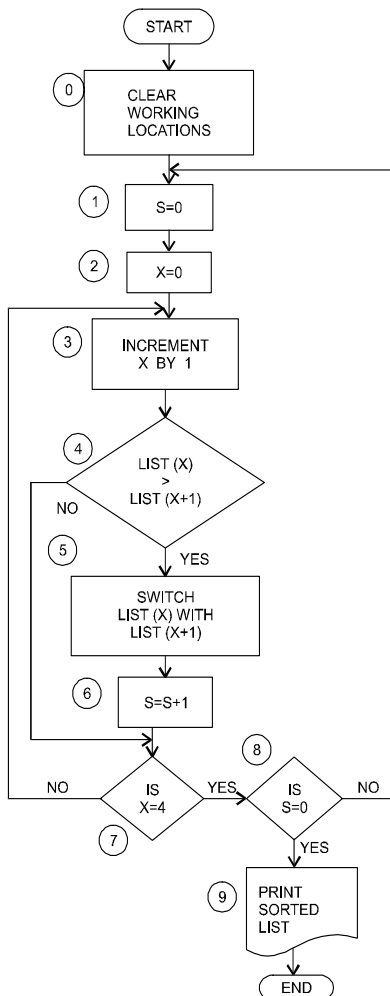 START
0
CLEAR
WORKING
LOCATIONS
1
S=0
2
X=0
3
INCREMENT
X BY 1
4
LIST (X)
>
LIST (X+1)
NO
5
YES
SWITCH
LIST (X) WITH
LIST (X+1)
6
S=S+1
8
NO
IS
X=4
YES
IS
S=0
NO
7
YES
9
PRINT
SORTED
LIST
END